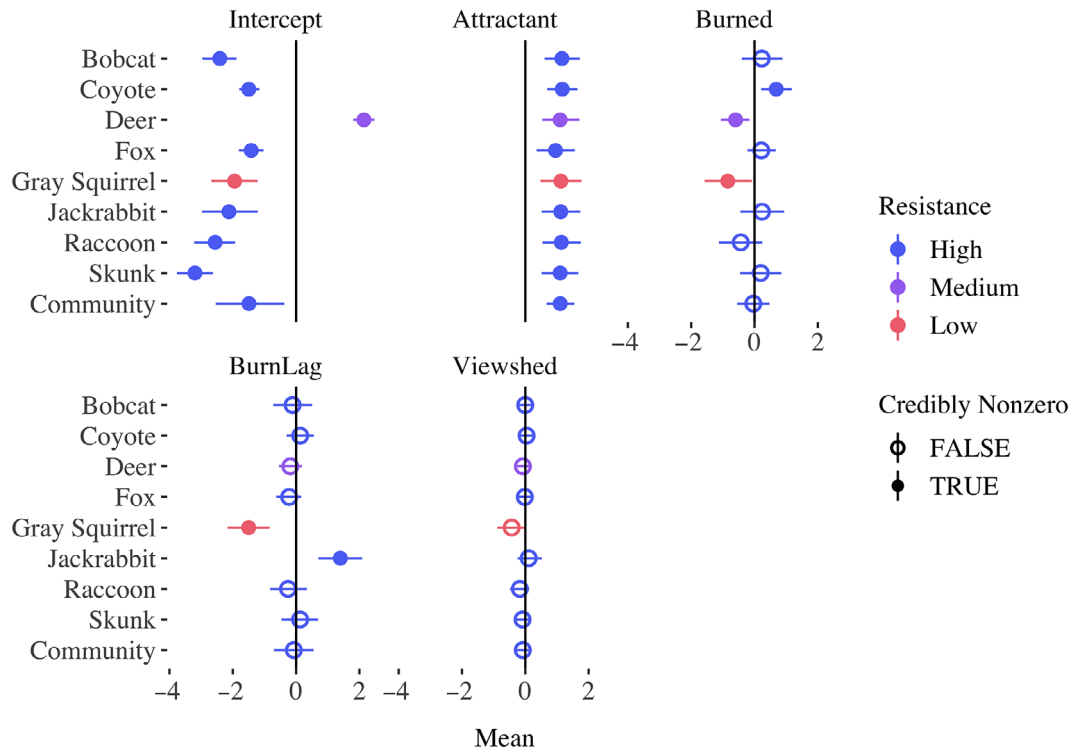 Intercept Attractant Burned
Bobcat
Coyote
Deer
Fox
Gray Squirrel
Jackrabbit
Raccoon
Skunk
Community
−4 −2 0 2
BurnLag Viewshed
Bobcat
Coyote
Deer
Fox
Gray Squirrel
Jackrabbit
Raccoon
Skunk
Community
−4 −2 0 2 −4 −2 0 2
Mean
Resistance
High
Medium
Low
Credibly Nonzero
FALSE
TRUE